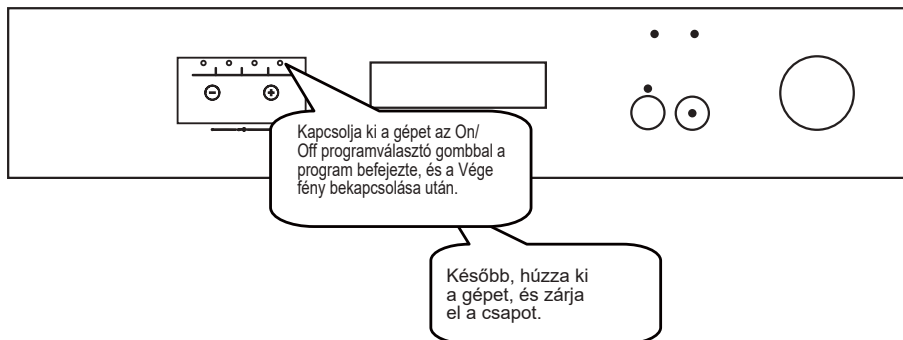 Kapcsolja ki a gépet az On/
Off programválasztó gombbal a
program befejezte, és a Vége
fény bekapcsolása után.
Később, húzza ki
a gépet, és zárja
el a csapot.